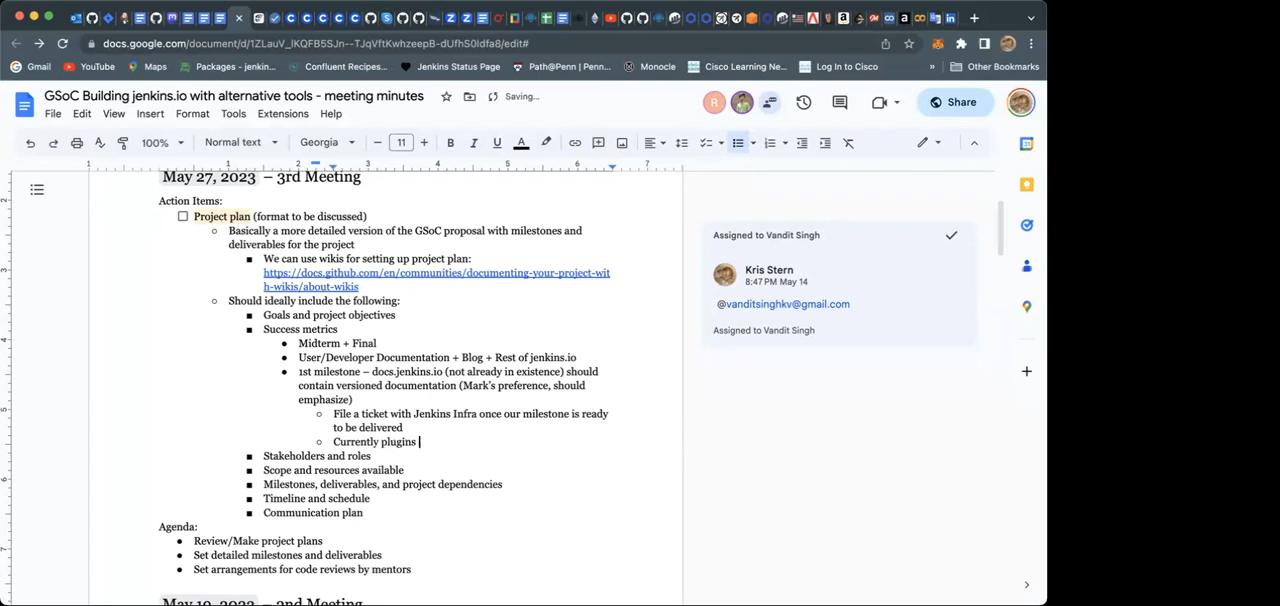 docs.google.com/document/d/1ZLauV_lKQFB5SJn--TJqVftKwhzeepB-dUfhS0ldfa8/edit#
Gmail YouTube Maps Packages - jenkin... Confluent Recipes... Jenkins Status Page Path@Penn | Penn... Monocle Cisco Learning Ne... Log In to Cisco » Other Bookmarks
GSoC Building jenkins.io with alternative tools - meeting minutes Saving...
R
Share
File Edit View Insert Format Tools Extensions Help
100% Normal text Georgia − 11 + B I U A
1 1 2 3 4 5 6 7
May 27, 2023 – 3rd Meeting
Action Items:
Project plan (format to be discussed)
Basically a more detailed version of the GSoC proposal with milestones and
deliverables for the project
We can use wikis for setting up project plan:
https://docs.github.com/en/communities/documenting-your-project-wit
h-wikis/about-wikis
Should ideally include the following:
Goals and project objectives
Success metrics
Midterm + Final
User/Developer Documentation + Blog + Rest of jenkins.io
1st milestone – docs.jenkins.io (not already in existence) should
contain versioned documentation (Mark's preference, should
emphasize)
File a ticket with Jenkins Infra once our milestone is ready
to be delivered
Currently plugins
Stakeholders and roles
Scope and resources available
Milestones, deliverables, and project dependencies
Timeline and schedule
Communication plan
Agenda:
Review/Make project plans
Set detailed milestones and deliverables
Set arrangements for code reviews by mentors
May 10, 2023 – 2nd Meeting
Assigned to Vandit Singh
Kris Stern
8:47 PM May 14
@vanditsinghkv@gmail.com
Assigned to Vandit Singh